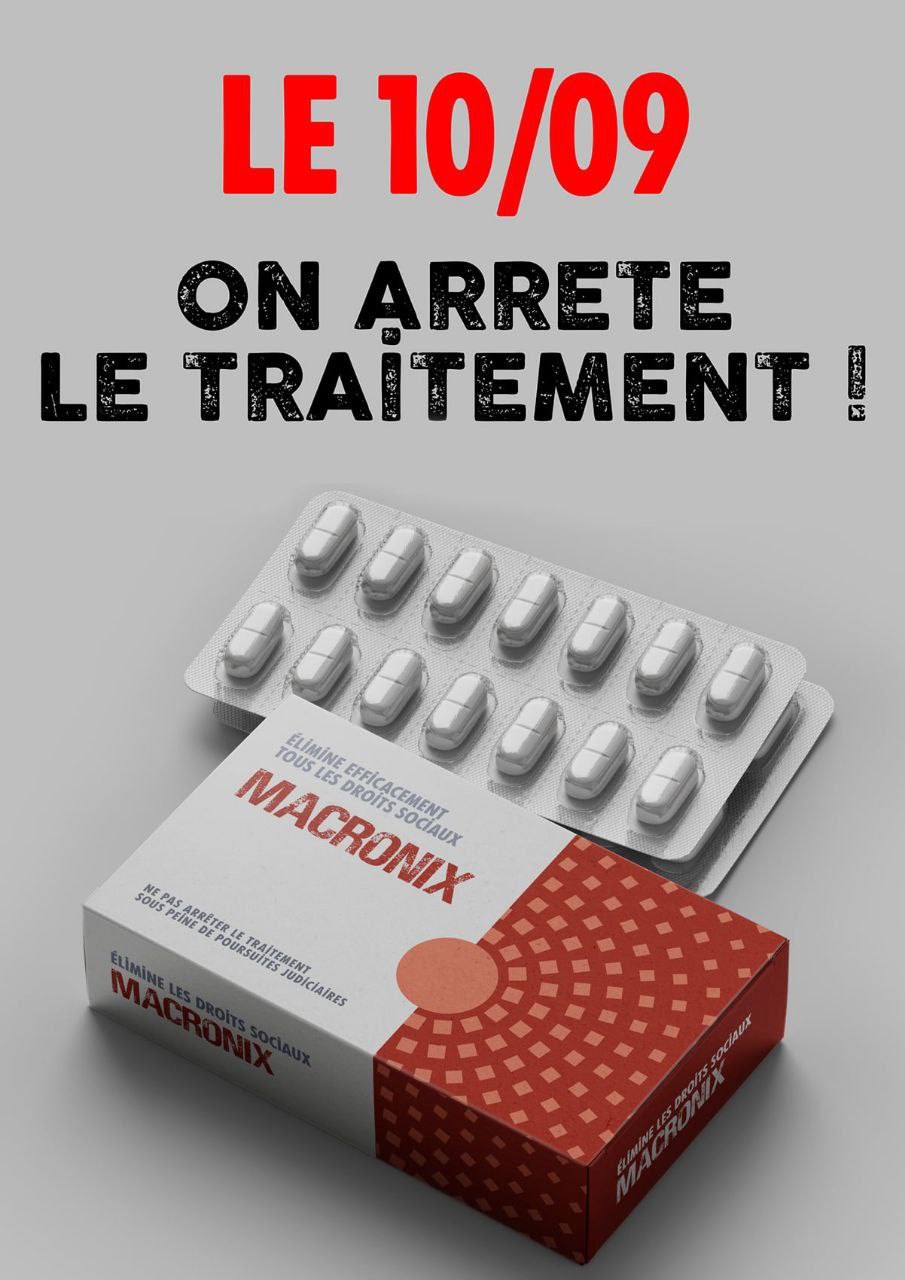 LE 10/09
ON ARRETE
LE TRAITEMENT !
ÉLIMINE EFFICACEMENT
TOUS LES DROITS SOCIAUX
MACRONIX
NE PAS ARRÊTER LE TRAITEMENT
SOUS PEINE DE POURSUITES JUDICIAIRES
ÉLIMINE LES DROITS SOCIAUX
MACRONIX
ÉLIMINE LES DROITS SOCIAUX
MACRONIX